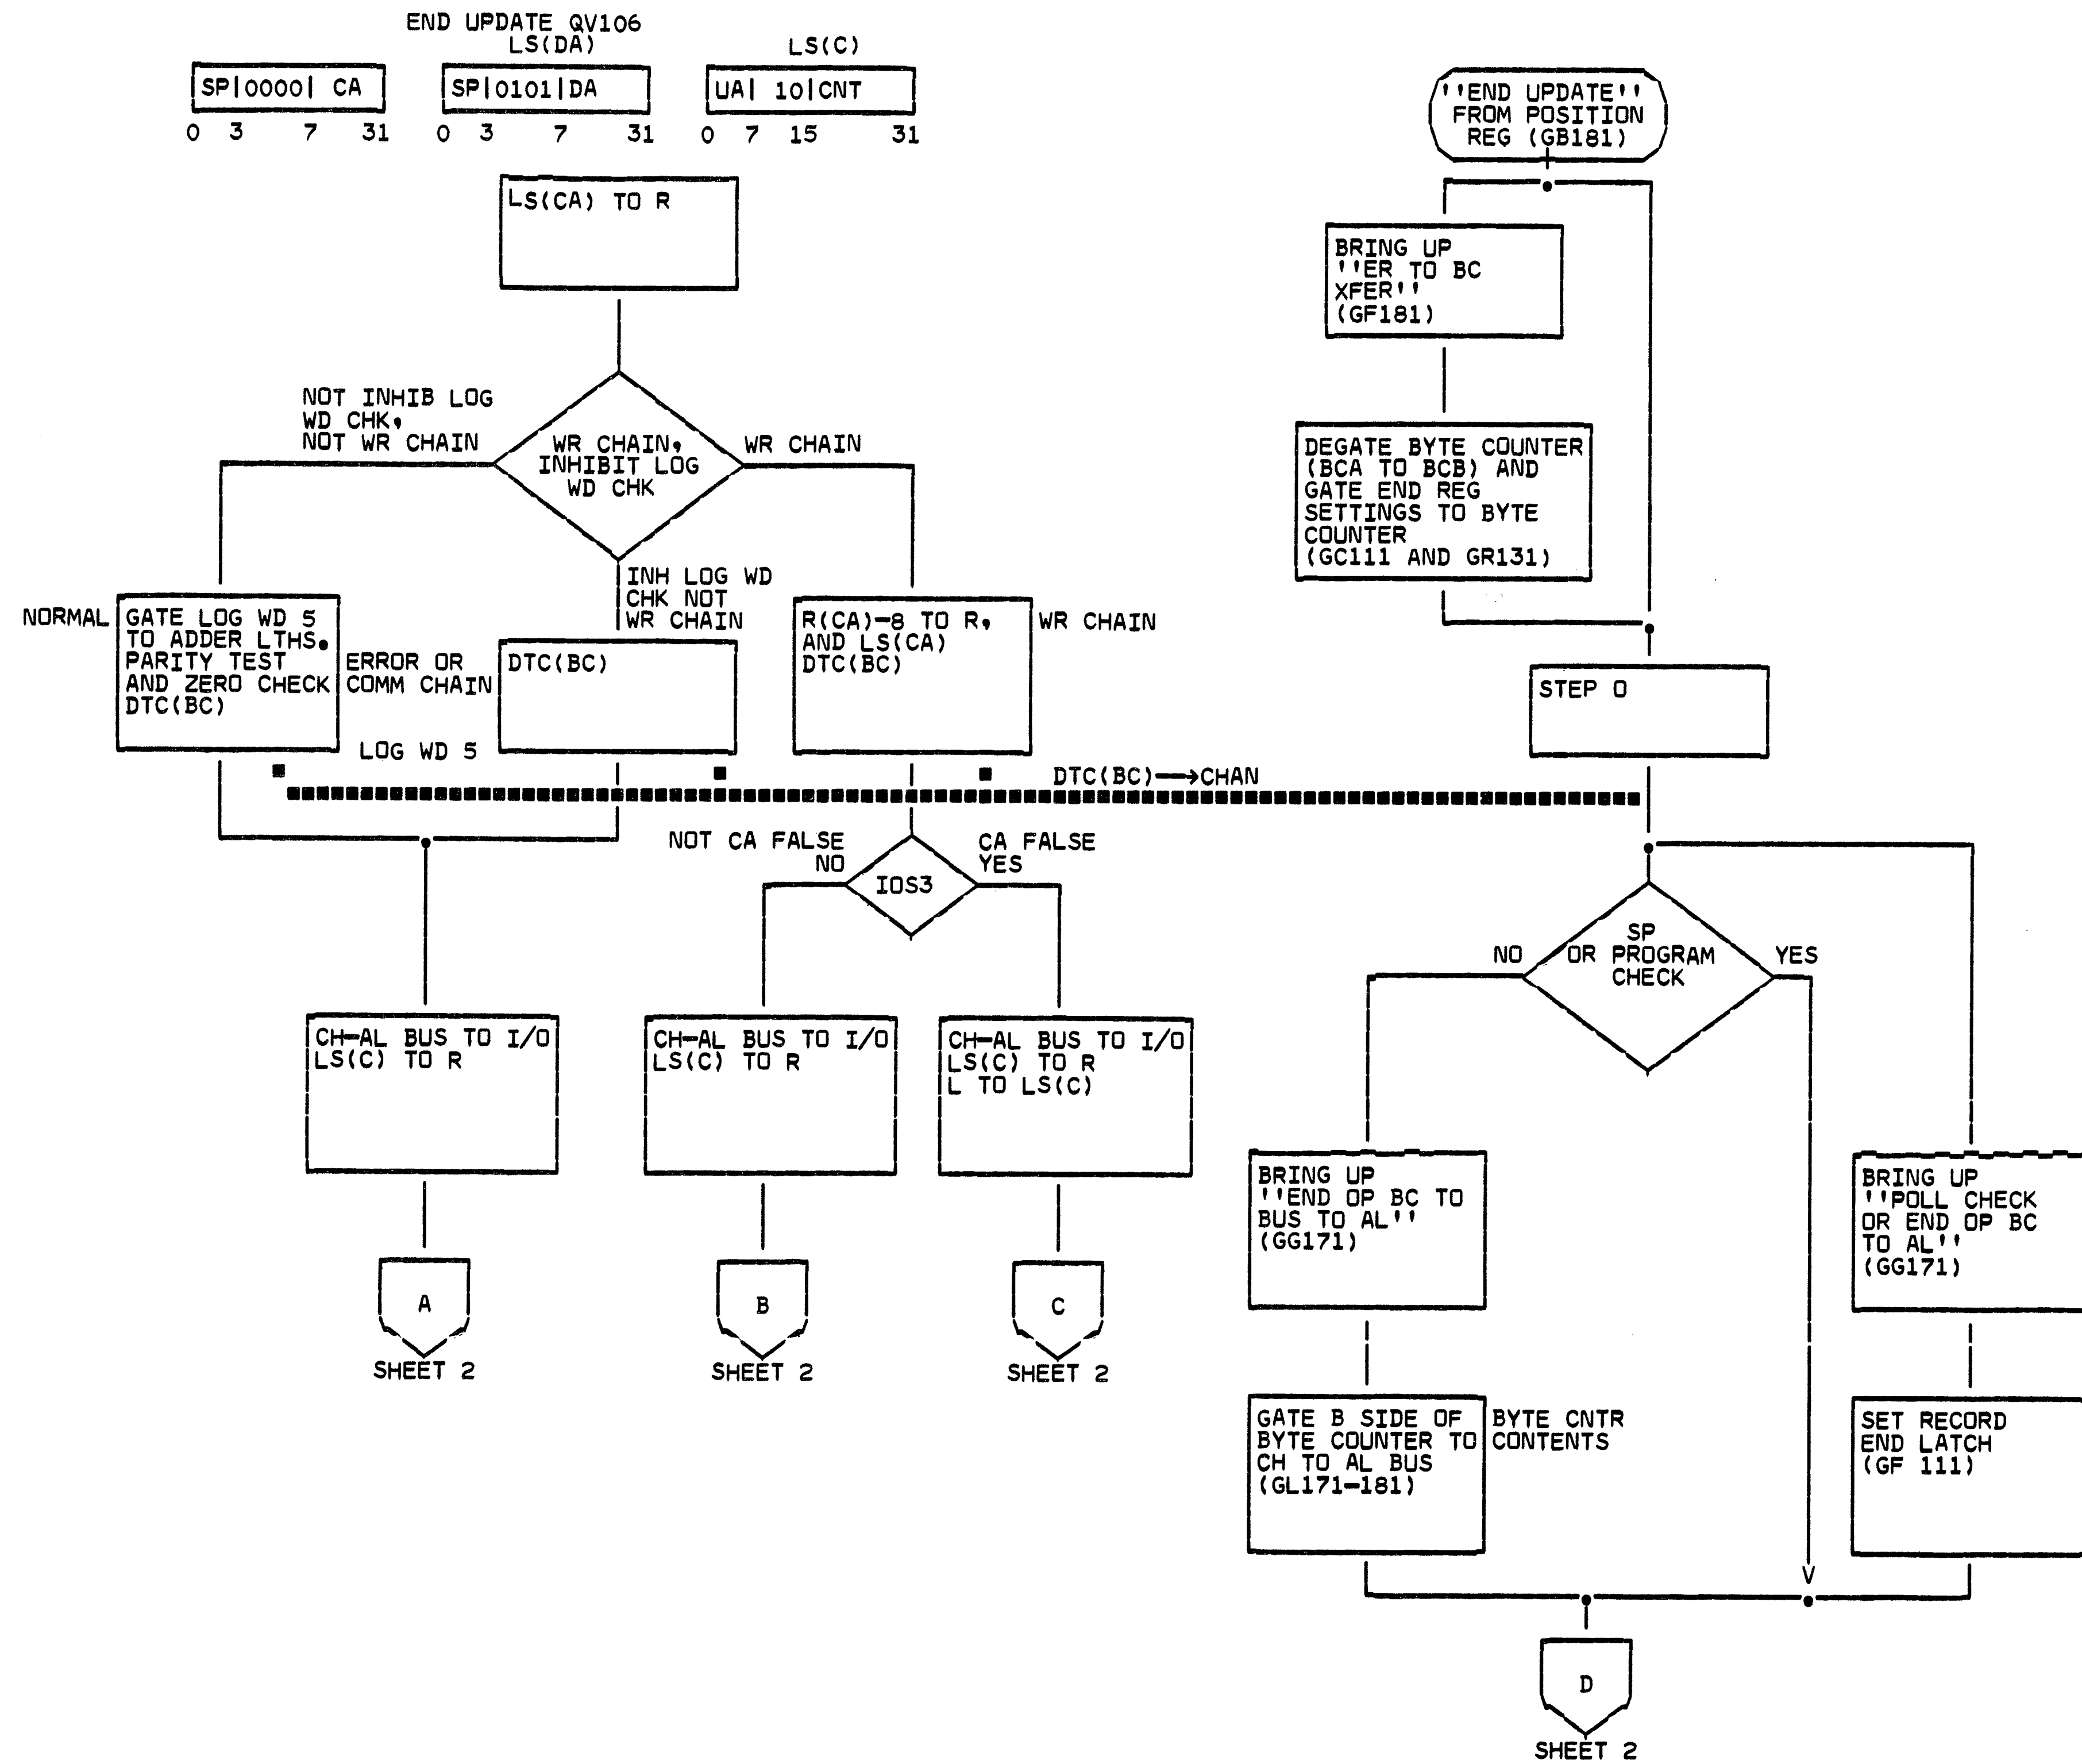 END UPDATE QV106
LS(DA)
LS(C)
SP|0000| CA
SP|0101|DA
UA| 10|CNT
0 3 7 31
0 3 7 31
0 7 15 31
LS(CA) TO R
NOT INHIB LOG
WD CHK,
NOT WR CHAIN
WR CHAIN,
INHIBIT LOG
WD CHK
WR CHAIN
INH LOG WD
CHK NOT
WR CHAIN
NORMAL
GATE LOG WD 5
TO ADDER LTHS.
PARITY TEST
AND ZERO CHECK
DTC(BC)
ERROR OR
COMM CHAIN
DTC(BC)
R(CA)-8 TO R,
AND LS(CA)
DTC(BC)
WR CHAIN
LOG WD 5
DTC(BC)→CHAN
NOT CA FALSE
NO
IOS3
CA FALSE
YES
CH-AL BUS TO I/O
LS(C) TO R
CH-AL BUS TO I/O
LS(C) TO R
CH-AL BUS TO I/O
LS(C) TO R
L TO LS(C)
A
SHEET 2
B
SHEET 2
C
SHEET 2
''END UPDATE''
FROM POSITION
REG (GB181)
BRING UP
''ER TO BC
XFER''
(GF181)
DEGATE BYTE COUNTER
(BCA TO BCB) AND
GATE END REG
SETTINGS TO BYTE
COUNTER
(GC111 AND GR131)
STEP 0
SP
OR PROGRAM
CHECK
NO
YES
BRING UP
''END OP BC TO
BUS TO AL''
(GG171)
BRING UP
''POLL CHECK
OR END OP BC
TO AL''
(GG171)
GATE B SIDE OF
BYTE COUNTER TO
CH TO AL BUS
(GL171-181)
BYTE CNTR
CONTENTS
SET RECORD
END LATCH
(GF 111)
V
D
SHEET 2